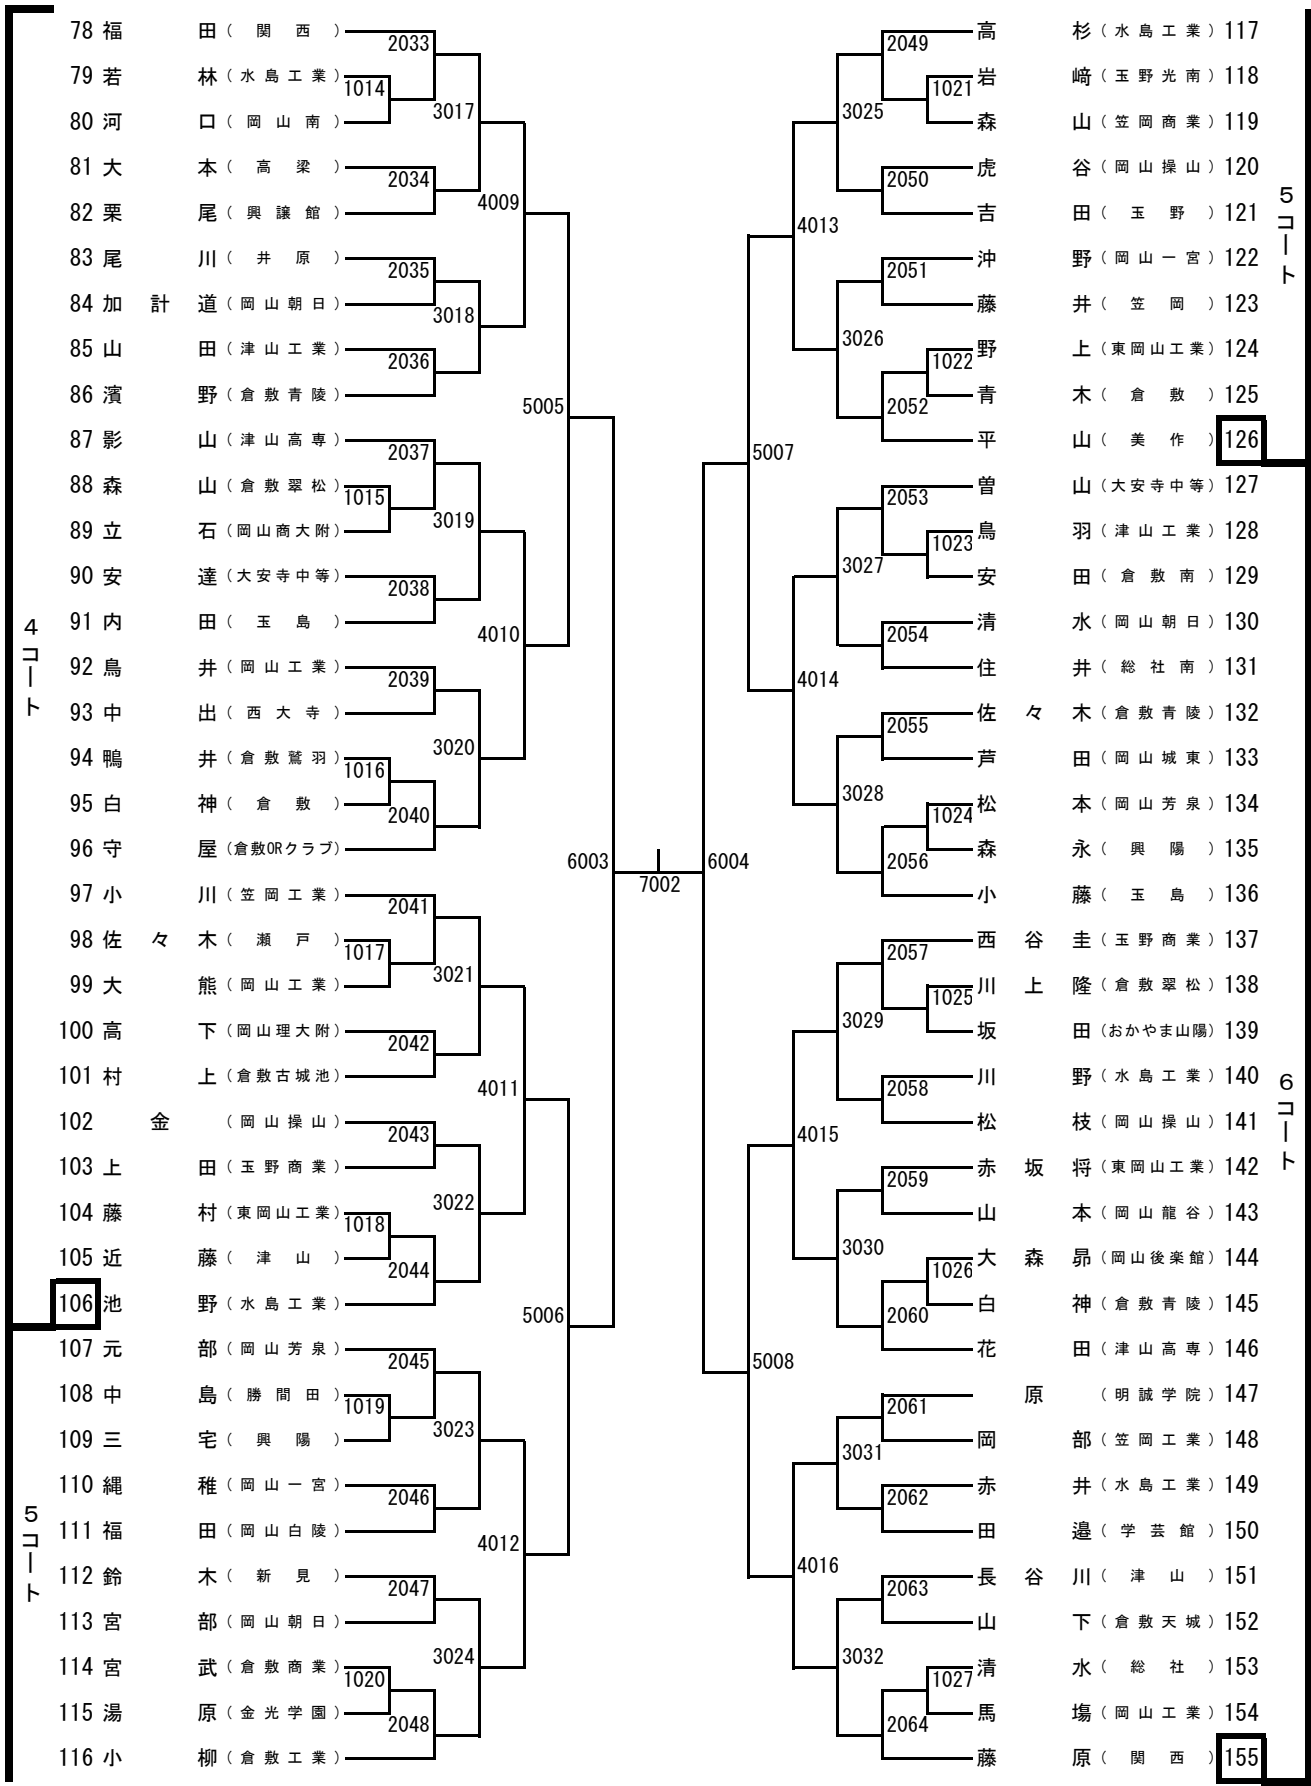 78 福田（関西）
79 若林（水島工業）
80 河口（岡山南）
81 大本（高梁）
82 栗尾（興譲館）
83 尾川（井原）
84 加計道（岡山朝日）
85 山田（津山工業）
86 濱野（倉敷青陵）
87 影山（津山高専）
88 森山（倉敷翠松）
89 立石（岡山商大附）
90 安達（大安寺中等）
91 内田（玉島）
92 鳥井（岡山工業）
93 中出（西大寺）
94 鴨井（倉敷鷲羽）
95 白神（倉敷）
96 守屋（倉敷ORクラブ）
97 小川（笠岡工業）
98 佐々木（瀬戸）
99 大熊（岡山工業）
100 高下（岡山理大附）
101 村上（倉敷古城池）
102 金（岡山操山）
103 上田（玉野商業）
104 藤村（東岡山工業）
105 近藤（津山）
106 池野（水島工業）
107 元部（岡山芳泉）
108 中島（勝間田）
109 三宅（興陽）
110 縄稚（岡山一宮）
111 福田（岡山白陵）
112 鈴木（新見）
113 宮部（岡山朝日）
114 宮武（倉敷商業）
115 湯原（金光学園）
116 小柳（倉敷工業）
4コート
5コート
2033
1014
3017
2034
4009
2035
3018
2036
5005
2037
1015
3019
2038
4010
2039
3020
1016
2040
6003
2041
1017
3021
2042
4011
2043
3022
1018
2044
5006
2045
1019
3023
2046
4012
2047
3024
1020
2048
7002
6004
2049
1021
3025
2050
4013
2051
3026
1022
2052
5007
2053
1023
3027
2054
4014
2055
3028
1024
2056
2057
1025
3029
2058
4015
2059
3030
1026
2060
5008
2061
3031
2062
4016
2063
3032
1027
2064
高杉（水島工業）117
岩﨑（玉野光南）118
森山（笠岡商業）119
虎谷（岡山操山）120
吉田（玉野）121
沖野（岡山一宮）122
藤井（笠岡）123
野上（東岡山工業）124
青木（倉敷）125
平山（美作）126
曽山（大安寺中等）127
鳥羽（津山工業）128
安田（倉敷南）129
清水（岡山朝日）130
住井（総社南）131
佐々木（倉敷青陵）132
芦田（岡山城東）133
松本（岡山芳泉）134
森永（興陽）135
小藤（玉島）136
西谷圭（玉野商業）137
川上隆（倉敷翠松）138
坂田（おかやま山陽）139
川野（水島工業）140
松枝（岡山操山）141
赤坂将（東岡山工業）142
山本（岡山龍谷）143
大森昴（岡山後楽館）144
白神（倉敷青陵）145
花田（津山高専）146
原（明誠学院）147
岡部（笠岡工業）148
赤井（水島工業）149
田邉（学芸館）150
長谷川（津山）151
山下（倉敷天城）152
清水（総社）153
馬塲（岡山工業）154
藤原（関西）155
5コート
6コート